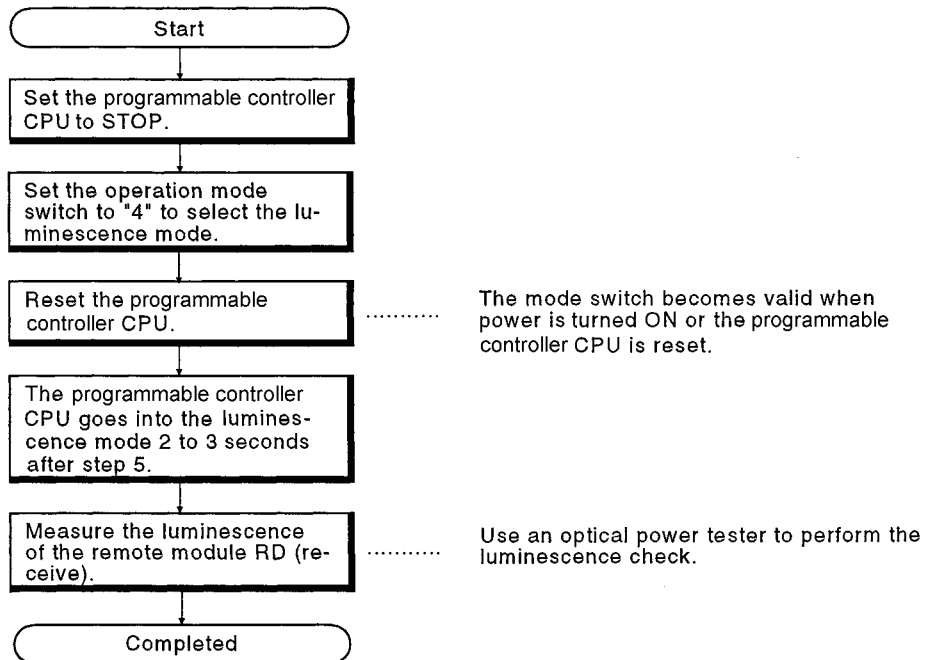 Start
Set the programmable controller
CPU to STOP.
Set the operation mode
switch to "4" to select the lu-
minescence mode.
Reset the programmable
controller CPU.
...........
The mode switch becomes valid when
power is turned ON or the programmable
controller CPU is reset.
The programmable controller
CPU goes into the lumines-
cence mode 2 to 3 seconds
after step 5.
Measure the luminescence
of the remote module RD (re-
ceive).
...........
Use an optical power tester to perform the
luminescence check.
Completed